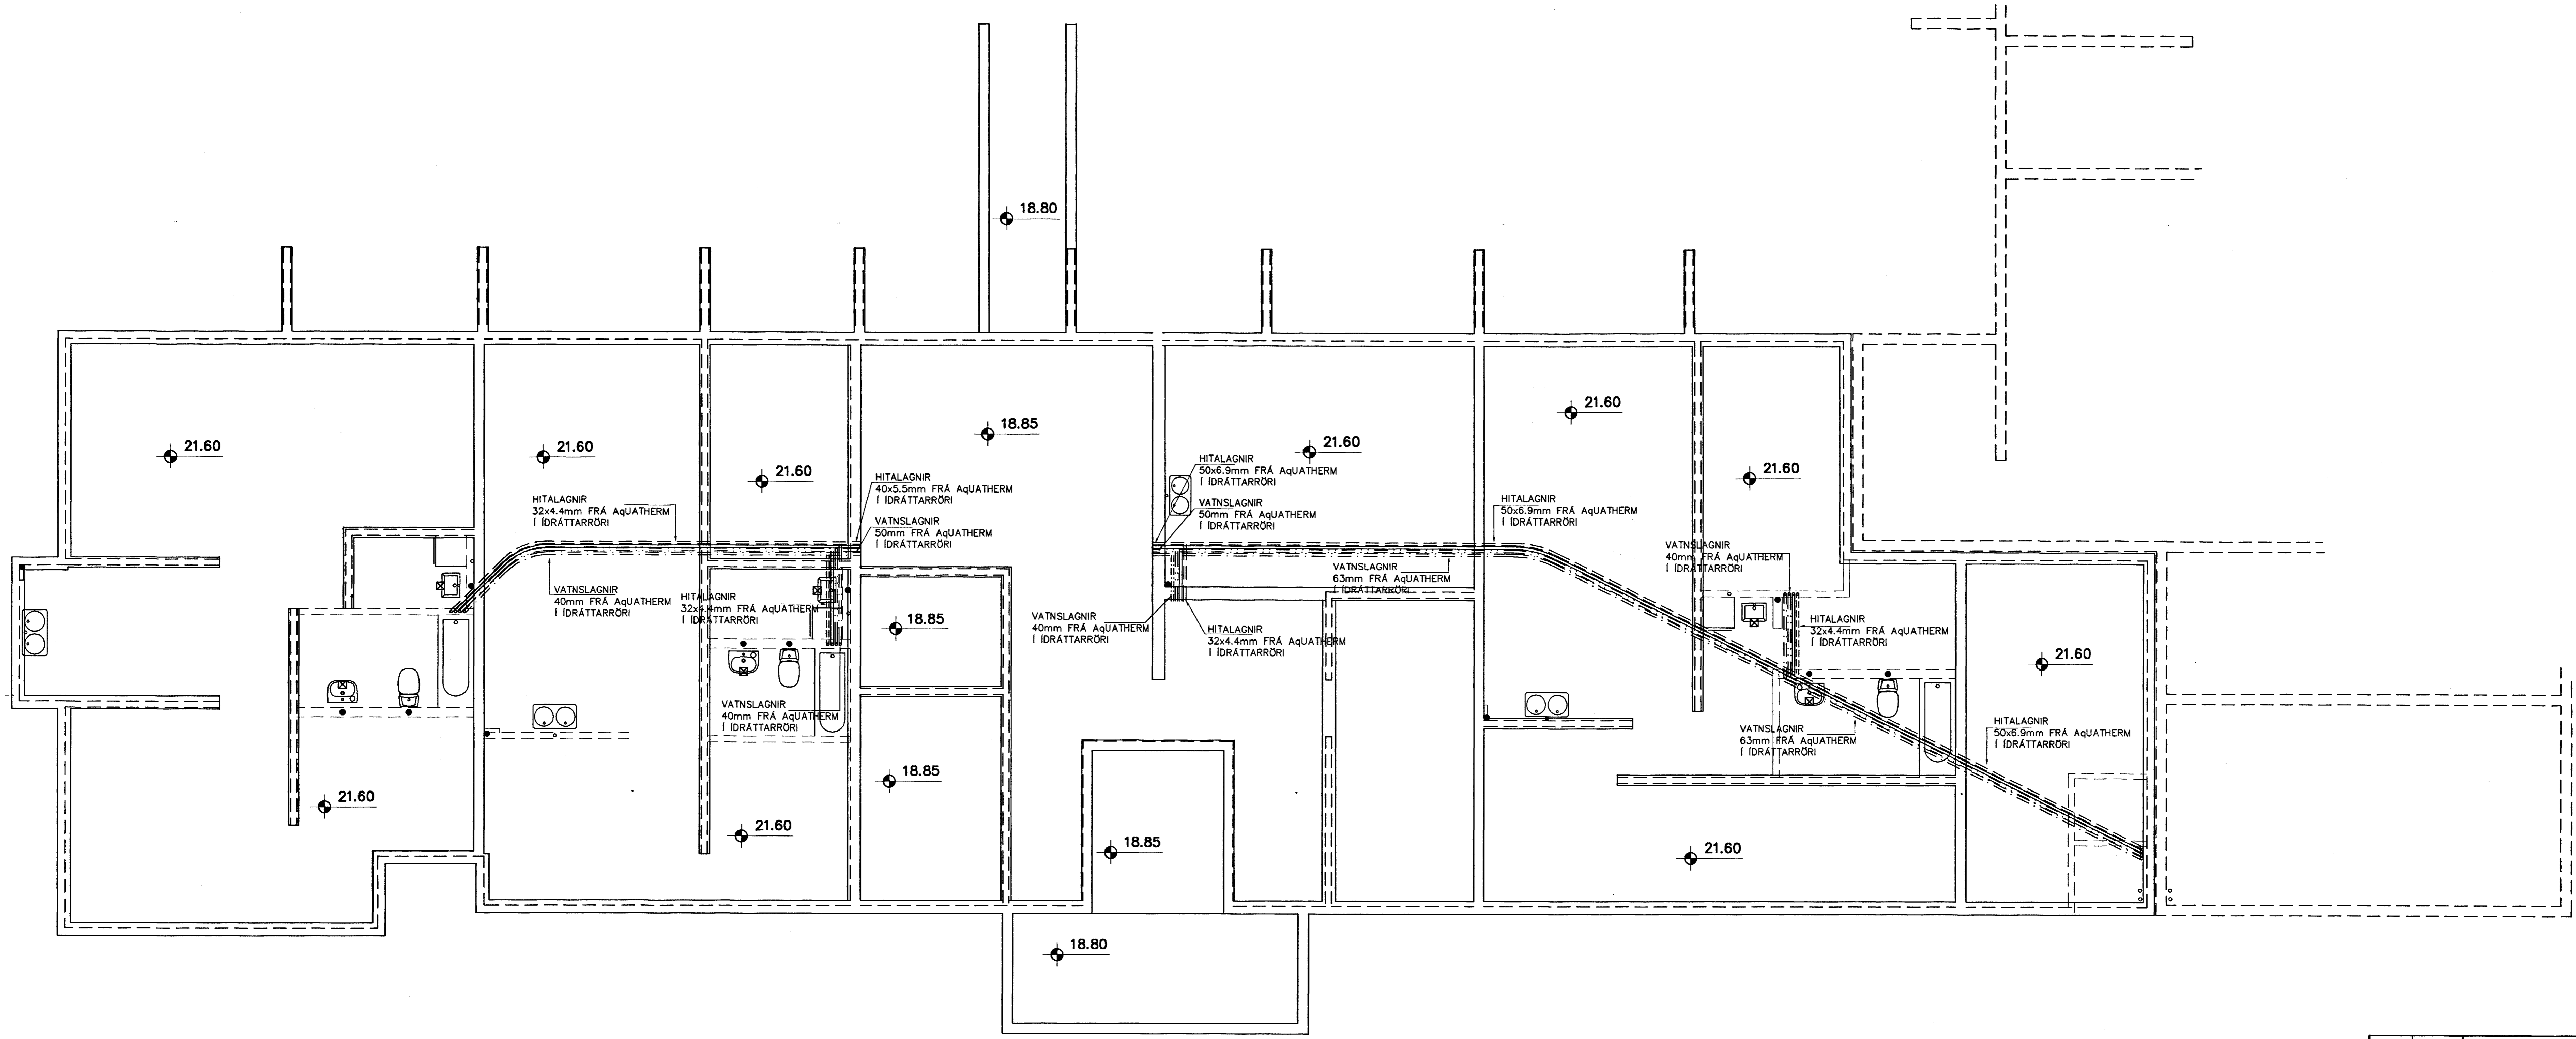 18.80
21.60
21.60
21.60
18.85
21.60
21.60
21.60
HITALAGNIR
32x4.4mm FRÁ AqUATHERM
Í ÍDRÁTTARRÖRI
HITALAGNIR
40x5.5mm FRÁ AqUATHERM
Í ÍDRÁTTARRÖRI
VATNSLAGNIR
50mm FRÁ AqUATHERM
Í ÍDRÁTTARRÖRI
HITALAGNIR
50x6.9mm FRÁ AqUATHERM
Í ÍDRÁTTARRÖRI
VATNSLAGNIR
50mm FRÁ AqUATHERM
Í ÍDRÁTTARRÖRI
HITALAGNIR
50x6.9mm FRÁ AqUATHERM
Í ÍDRÁTTARRÖRI
VATNSLAGNIR
40mm FRÁ AqUATHERM
Í ÍDRÁTTARRÖRI
VATNSLAGNIR
63mm FRÁ AqUATHERM
Í ÍDRÁTTARRÖRI
VATNSLAGNIR
40mm FRÁ AqUATHERM
Í ÍDRÁTTARRÖRI
HITALAGNIR
32x4.4mm FRÁ AqUATHERM
Í ÍDRÁTTARRÖRI
18.85
VATNSLAGNIR
40mm FRÁ AqUATHERM
Í ÍDRÁTTARRÖRI
HITALAGNIR
32x4.4mm FRÁ AqUATHERM
Í ÍDRÁTTARRÖRI
HITALAGNIR
32x4.4mm FRÁ AqUATHERM
Í ÍDRÁTTARRÖRI
21.60
VATNSLAGNIR
40mm FRÁ AqUATHERM
Í ÍDRÁTTARRÖRI
VATNSLAGNIR
63mm FRÁ AqUATHERM
Í ÍDRÁTTARRÖRI
HITALAGNIR
50x6.9mm FRÁ AqUATHERM
Í ÍDRÁTTARRÖRI
18.85
21.60
21.60
18.85
21.60
18.80